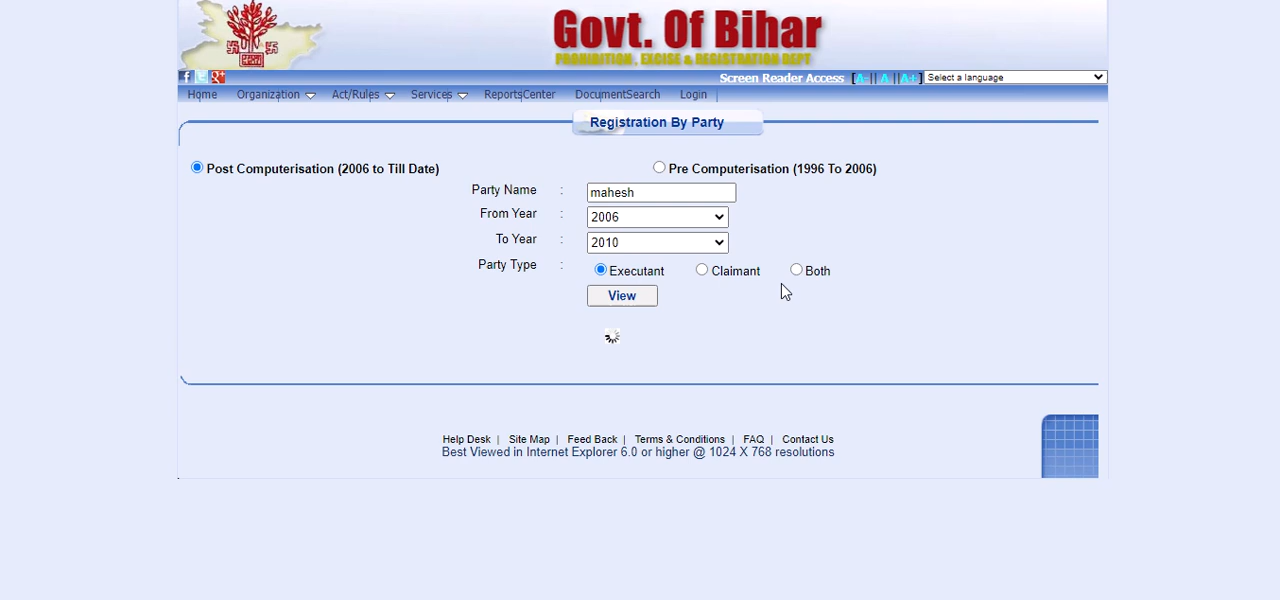 Govt. Of Bihar
PROHIBITION, EXCISE & REGISTRATION DEPT
Screen Reader Access [A-|| A ||A+] Select a language
Home Organization Act/Rules Services ReportsCenter DocumentSearch Login
Registration By Party
Post Computerisation (2006 to Till Date) Pre Computerisation (1996 To 2006)
Party Name : mahesh
From Year : 2006
To Year : 2010
Party Type : Executant Claimant Both
View
Help Desk | Site Map | Feed Back | Terms & Conditions | FAQ | Contact Us
Best Viewed in Internet Explorer 6.0 or higher @ 1024 X 768 resolutions